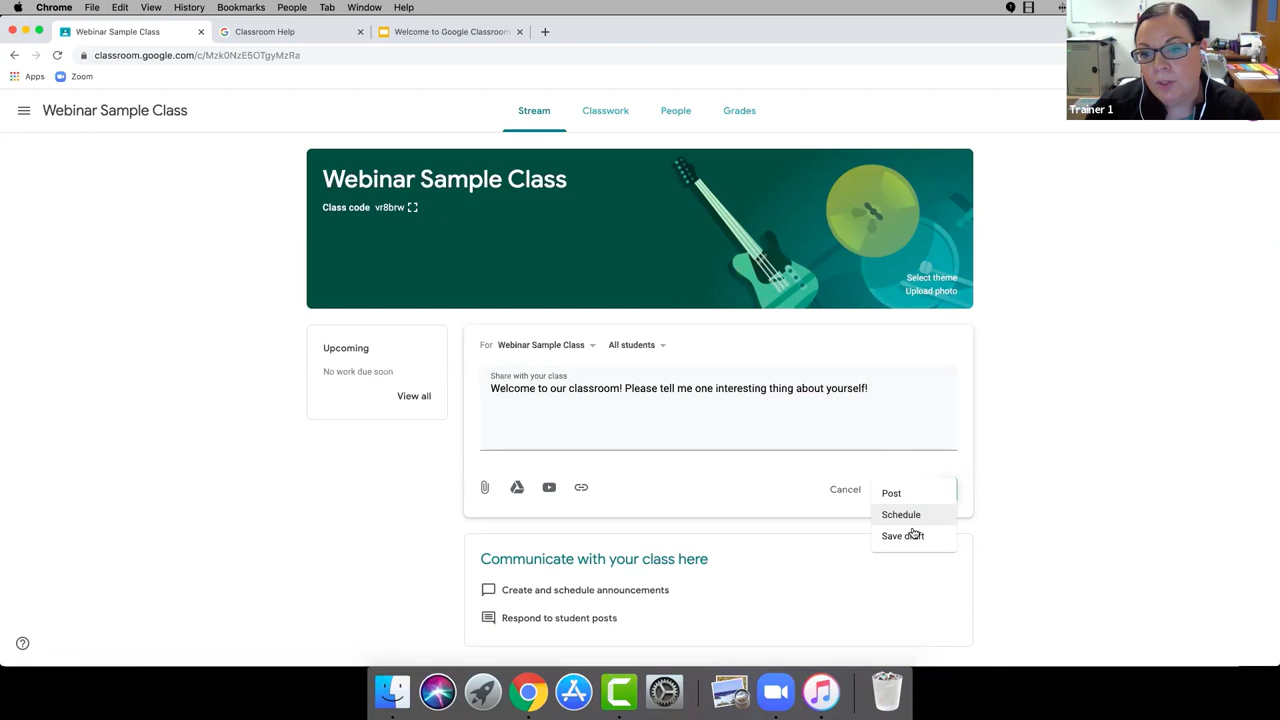 Chrome File Edit View History Bookmarks People Tab Window Help
Webinar Sample Class
Classroom Help
Welcome to Google Classroom
classroom.google.com/c/Mzk0NzE5OTgyMzRa
Apps Zoom
Trainer 1
Webinar Sample Class
Stream Classwork People Grades
Webinar Sample Class
Class code vr8brw
Select theme
Upload photo
Upcoming
No work due soon
View all
For Webinar Sample Class All students
Share with your class
Welcome to our classroom! Please tell me one interesting thing about yourself!
Cancel
Post
Schedule
Save draft
Communicate with your class here
Create and schedule announcements
Respond to student posts